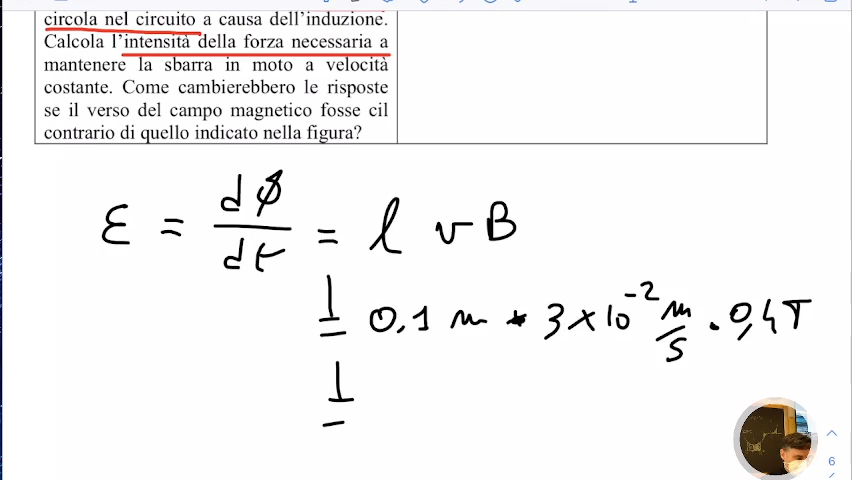 circola nel circuito a causa dell'induzione.
Calcola l'intensità della forza necessaria a
mantenere la sbarra in moto a velocità
costante. Come cambierebbero le risposte
se il verso del campo magnetico fosse cil
contrario di quello indicato nella figura?
ε = dϕ/dt = l v B
= 0,1 m * 3 × 10⁻² m/s · 0,4 T
=
6